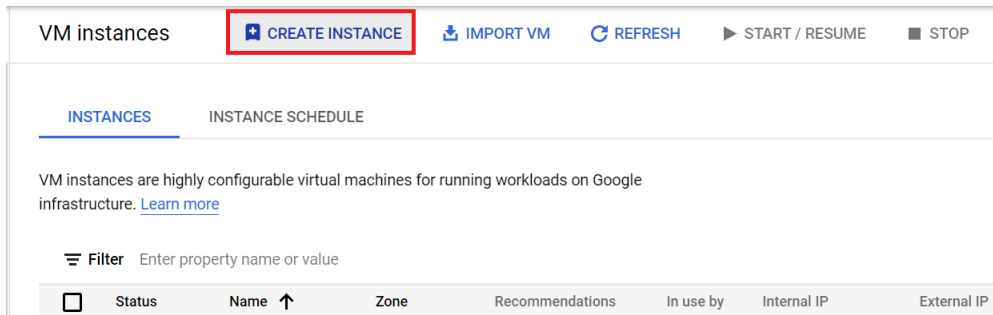 VM instances CREATE INSTANCE IMPORT VM REFRESH START / RESUME STOP
INSTANCES INSTANCE SCHEDULE
VM instances are highly configurable virtual machines for running workloads on Google
infrastructure. Learn more
Filter Enter property name or value
Status Name Zone Recommendations In use by Internal IP External IP